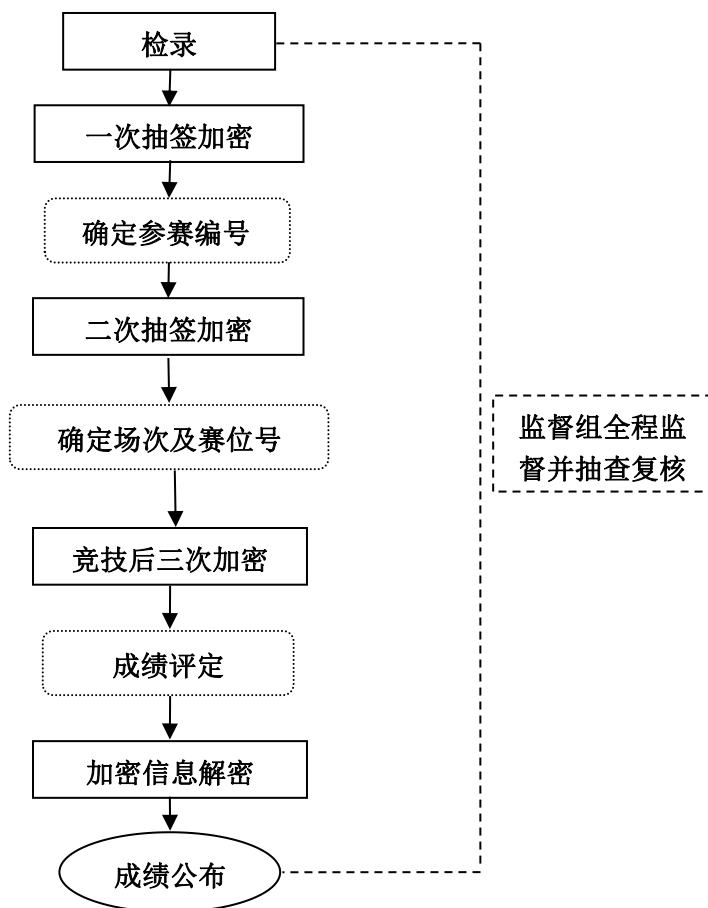 检录
一次抽签加密
确定参赛编号
二次抽签加密
确定场次及赛位号
监督组全程监
督并抽查复核
竞技后三次加密
成绩评定
加密信息解密
成绩公布